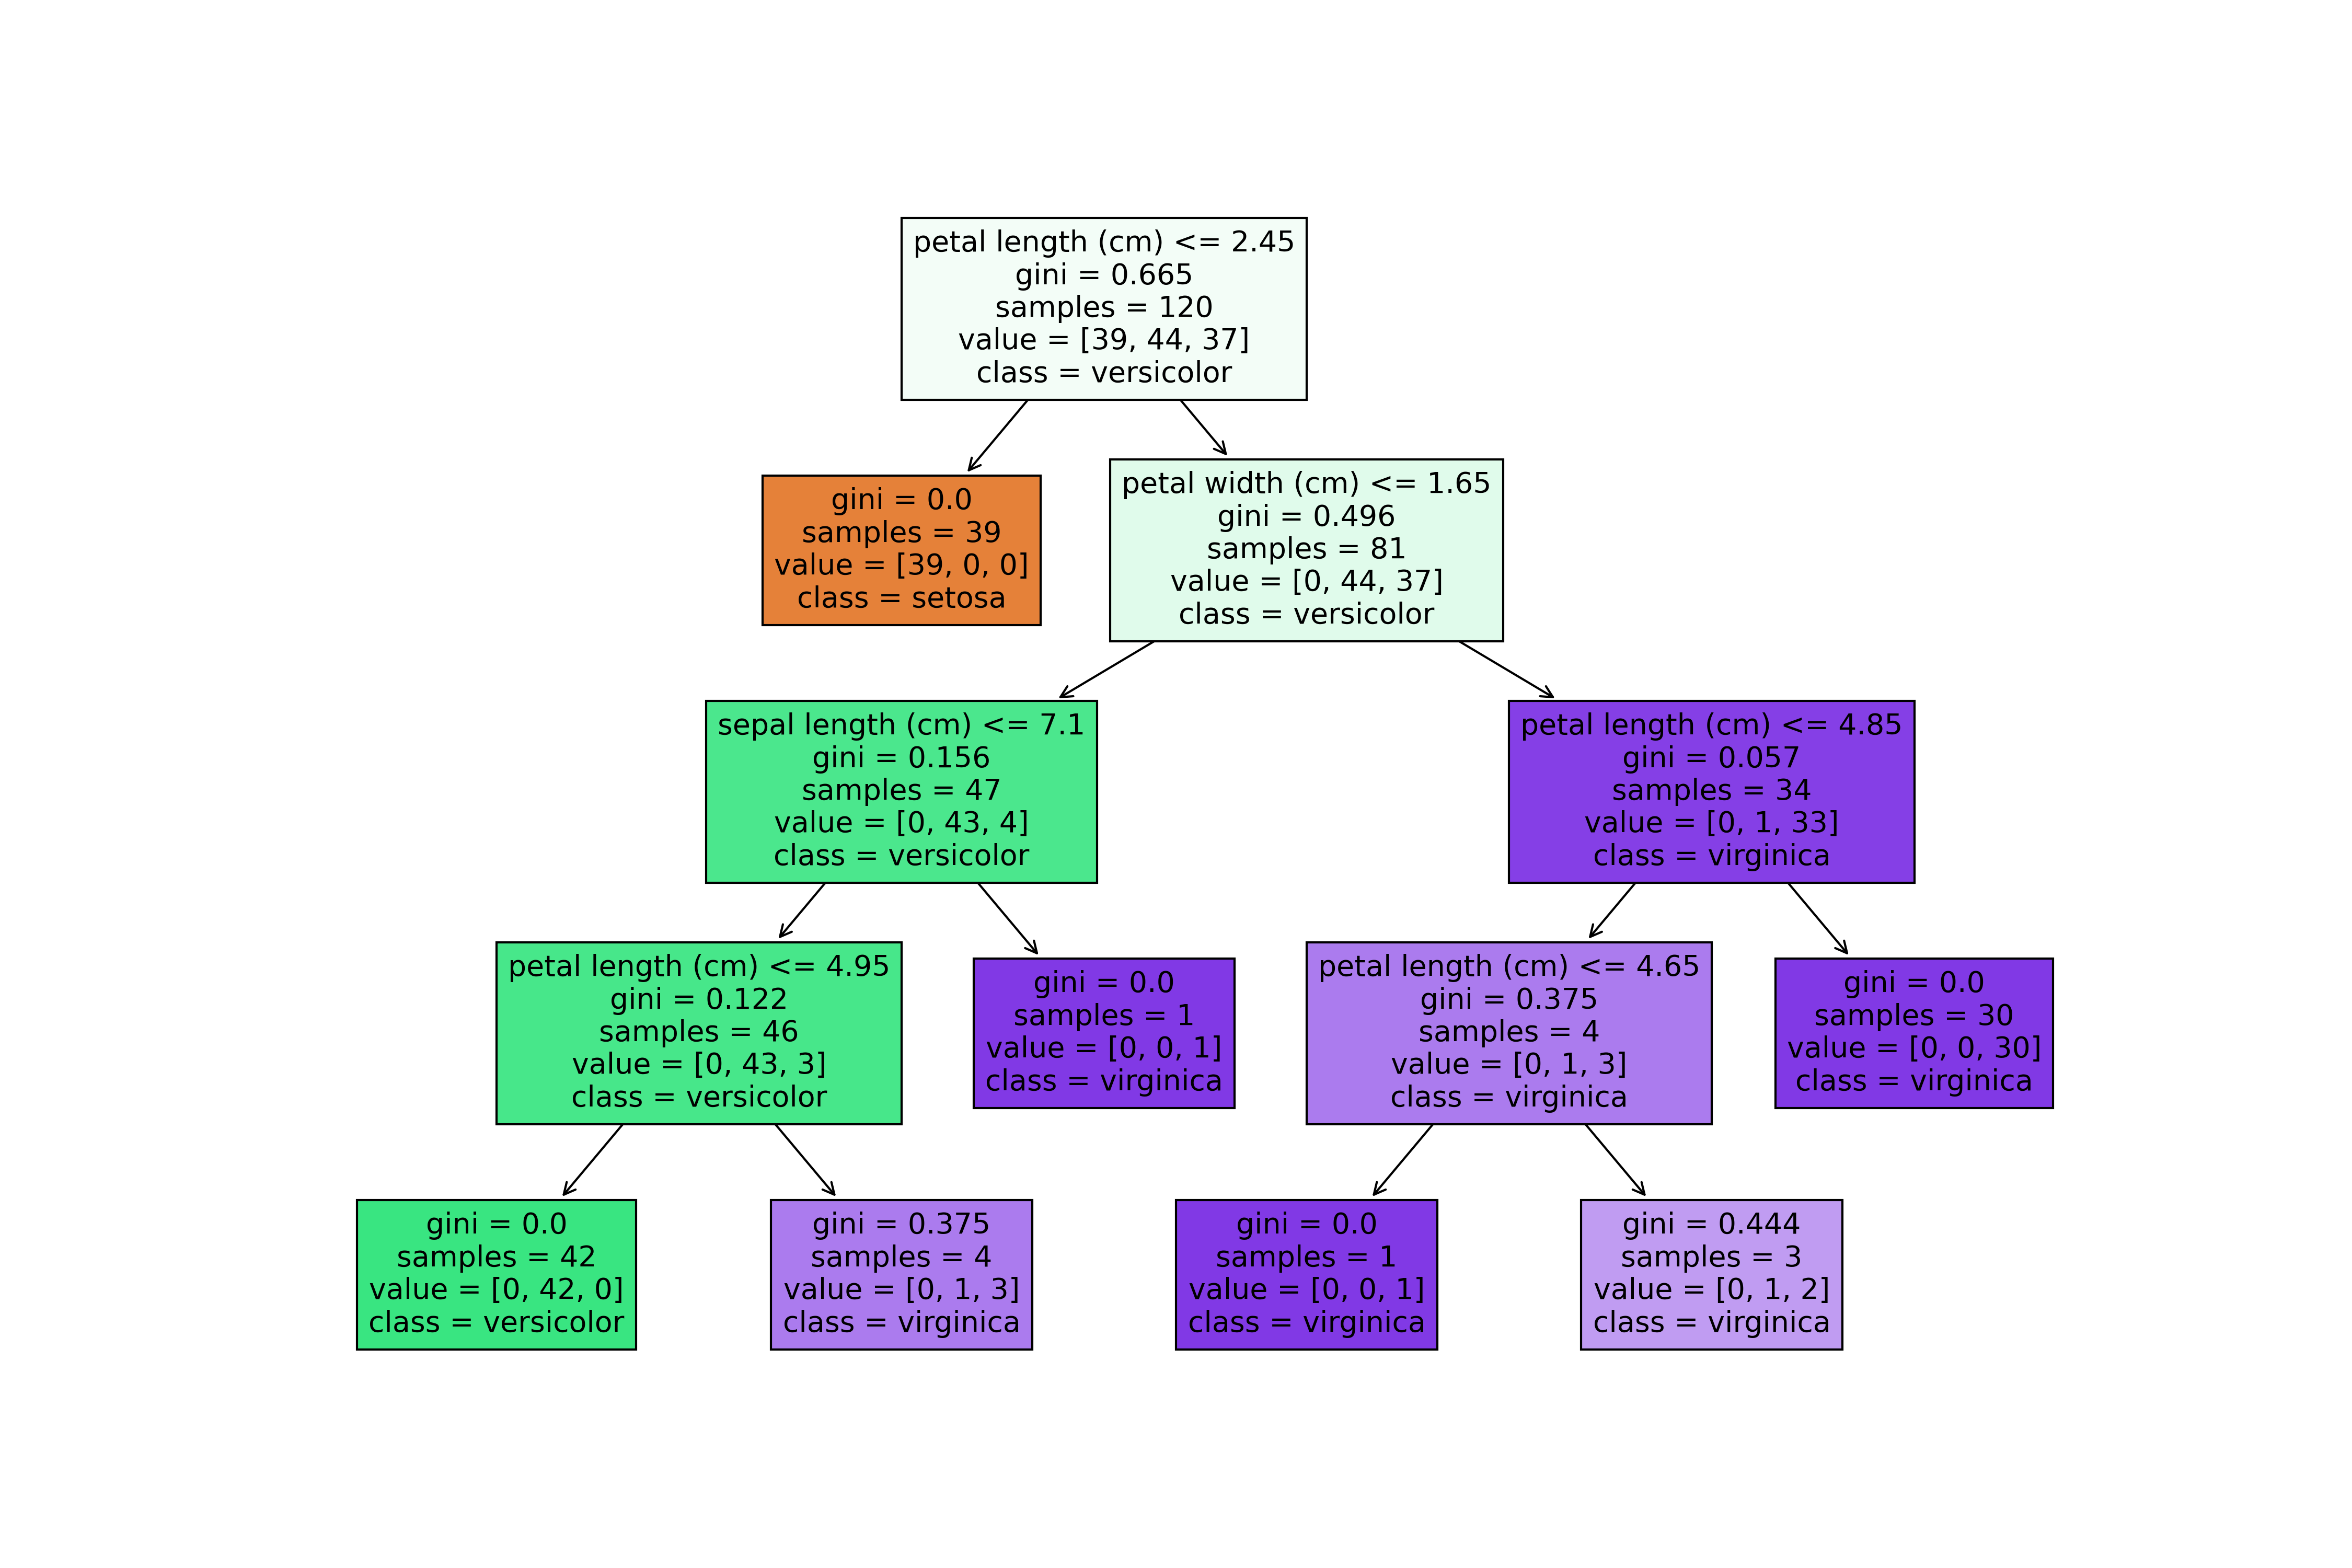 petal length (cm) <= 2.45
gini = 0.665
samples = 120
value = [39, 44, 37]
class = versicolor
gini = 0.0
samples = 39
value = [39, 0, 0]
class = setosa
petal width (cm) <= 1.65
gini = 0.496
samples = 81
value = [0, 44, 37]
class = versicolor
sepal length (cm) <= 7.1
gini = 0.156
samples = 47
value = [0, 43, 4]
class = versicolor
petal length (cm) <= 4.85
gini = 0.057
samples = 34
value = [0, 1, 33]
class = virginica
petal length (cm) <= 4.95
gini = 0.122
samples = 46
value = [0, 43, 3]
class = versicolor
gini = 0.0
samples = 1
value = [0, 0, 1]
class = virginica
petal length (cm) <= 4.65
gini = 0.375
samples = 4
value = [0, 1, 3]
class = virginica
gini = 0.0
samples = 30
value = [0, 0, 30]
class = virginica
gini = 0.0
samples = 42
value = [0, 42, 0]
class = versicolor
gini = 0.375
samples = 4
value = [0, 1, 3]
class = virginica
gini = 0.0
samples = 1
value = [0, 0, 1]
class = virginica
gini = 0.444
samples = 3
value = [0, 1, 2]
class = virginica